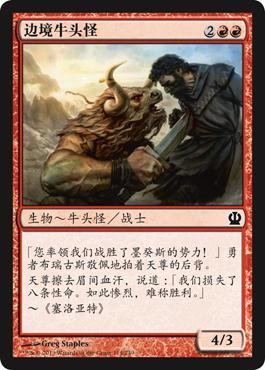 边境牛头怪 2
生物～牛头怪／战士
「您率领我们战胜了墨癸斯的势力！」勇
者布瑞古斯敬佩地拍着天尊的后背。
天尊擦去眉间血汗，说道：「我们损失了
八条性命。如此惨烈，难称胜利。」
～《塞洛亚特》
Greg Staples
4/3